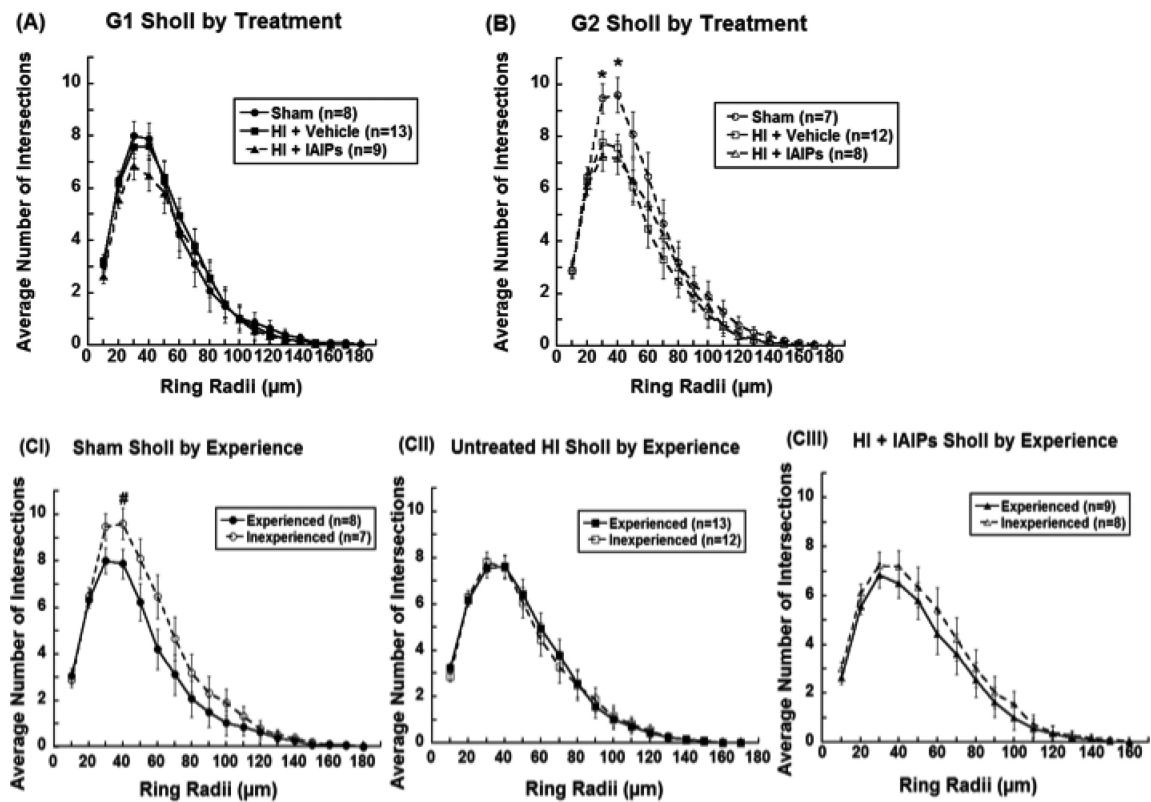 (A) G1 Sholl by Treatment
Average Number of Intersections
10
8
6
4
2
0
Sham (n=8)
HI + Vehicle (n=13)
HI + IAIPs (n=9)
0 20 40 60 80 100 120 140 160 180
Ring Radii (µm)
(B) G2 Sholl by Treatment
Average Number of Intersections
10
8
6
4
2
0
* *
Sham (n=7)
HI + Vehicle (n=12)
HI + IAIPs (n=8)
0 20 40 60 80 100 120 140 160 180
Ring Radii (µm)
(CI) Sham Sholl by Experience
Average Number of Intersections
10
8
6
4
2
0
#
Experienced (n=8)
Inexperienced (n=7)
0 20 40 60 80 100 120 140 160 180
Ring Radii (µm)
(CII) Untreated HI Sholl by Experience
Average Number of Intersections
10
8
6
4
2
0
Experienced (n=13)
Inexperienced (n=12)
0 20 40 60 80 100 120 140 160 180
Ring Radii (µm)
(CIII) HI + IAIPs Sholl by Experience
Average Number of Intersections
10
8
6
4
2
0
Experienced (n=9)
Inexperienced (n=8)
0 20 40 60 80 100 120 140 160 180
Ring Radii (µm)